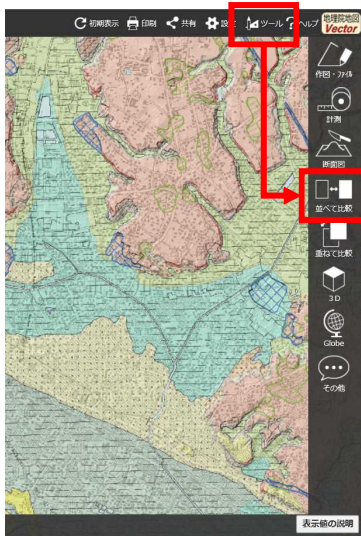 初期表示 印刷 共有 設定 ツール ? ヘルプ 地理院地図
Vector
作図・ファイル
計測
断面図
並べて比較
重ねて比較
3D
Globe
その他
表示値の説明